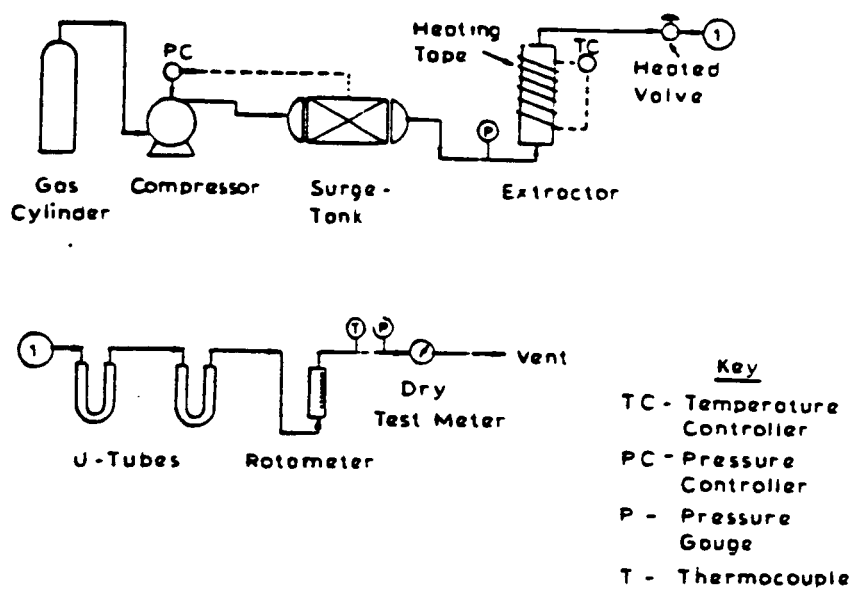 PC
Gas
Cylinder
Compressor
Surge -
Tank
P
Heating
Tape
TC
Extractor
Heated
Valve
1
1
U-Tubes
Rotometer
T
P
Dry
Test Meter
Vent
Key
TC - Temperature
Controller
PC - Pressure
Controller
P - Pressure
Gauge
T - Thermocouple